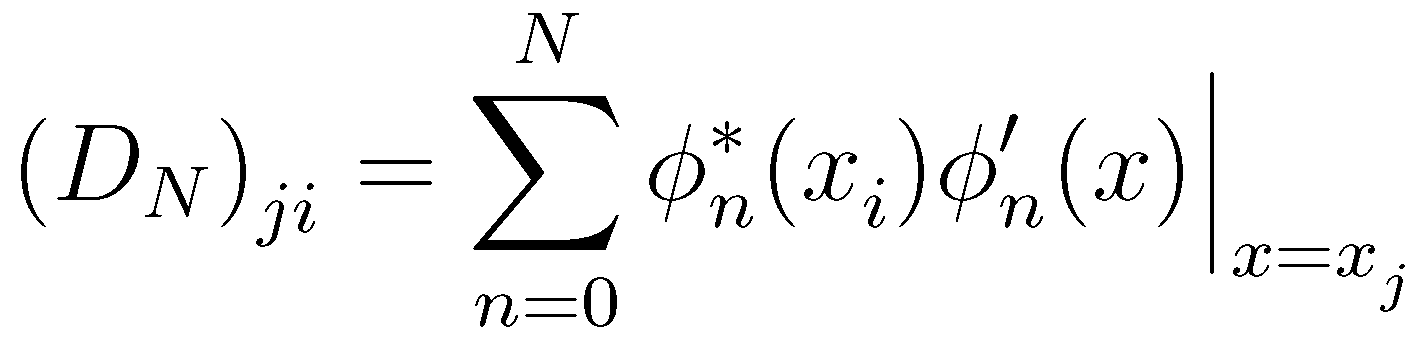 $(D_N)_{ji} = \sum_{n=0}^{N} \phi_n^*(x_i) \phi_n'(x) \Big|_{x=x_j}$